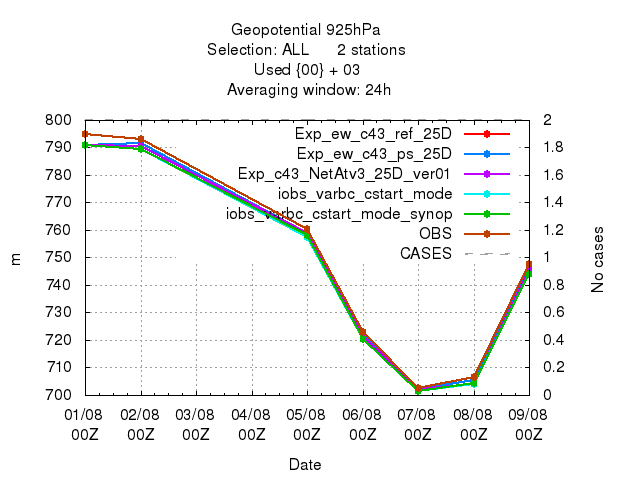 Geopotential 925hPa
Selection: ALL 2 stations
Used {00} + 03
Averaging window: 24h
800
790
780
770
760
750
740
730
720
710
700
m
2
1.8
1.6
1.4
1.2
1
0.8
0.6
0.4
0.2
0
No cases
Exp_ew_c43_ref_25D
Exp_ew_c43_ps_25D
Exp_c43_NetAtv3_25D_ver01
iobs_varbc_cstart_mode
iobs_varbc_cstart_mode_synop
OBS
CASES
01/08 02/08 03/08 04/08 05/08 06/08 07/08 08/08 09/08
00Z 00Z 00Z 00Z 00Z 00Z 00Z 00Z 00Z
Date